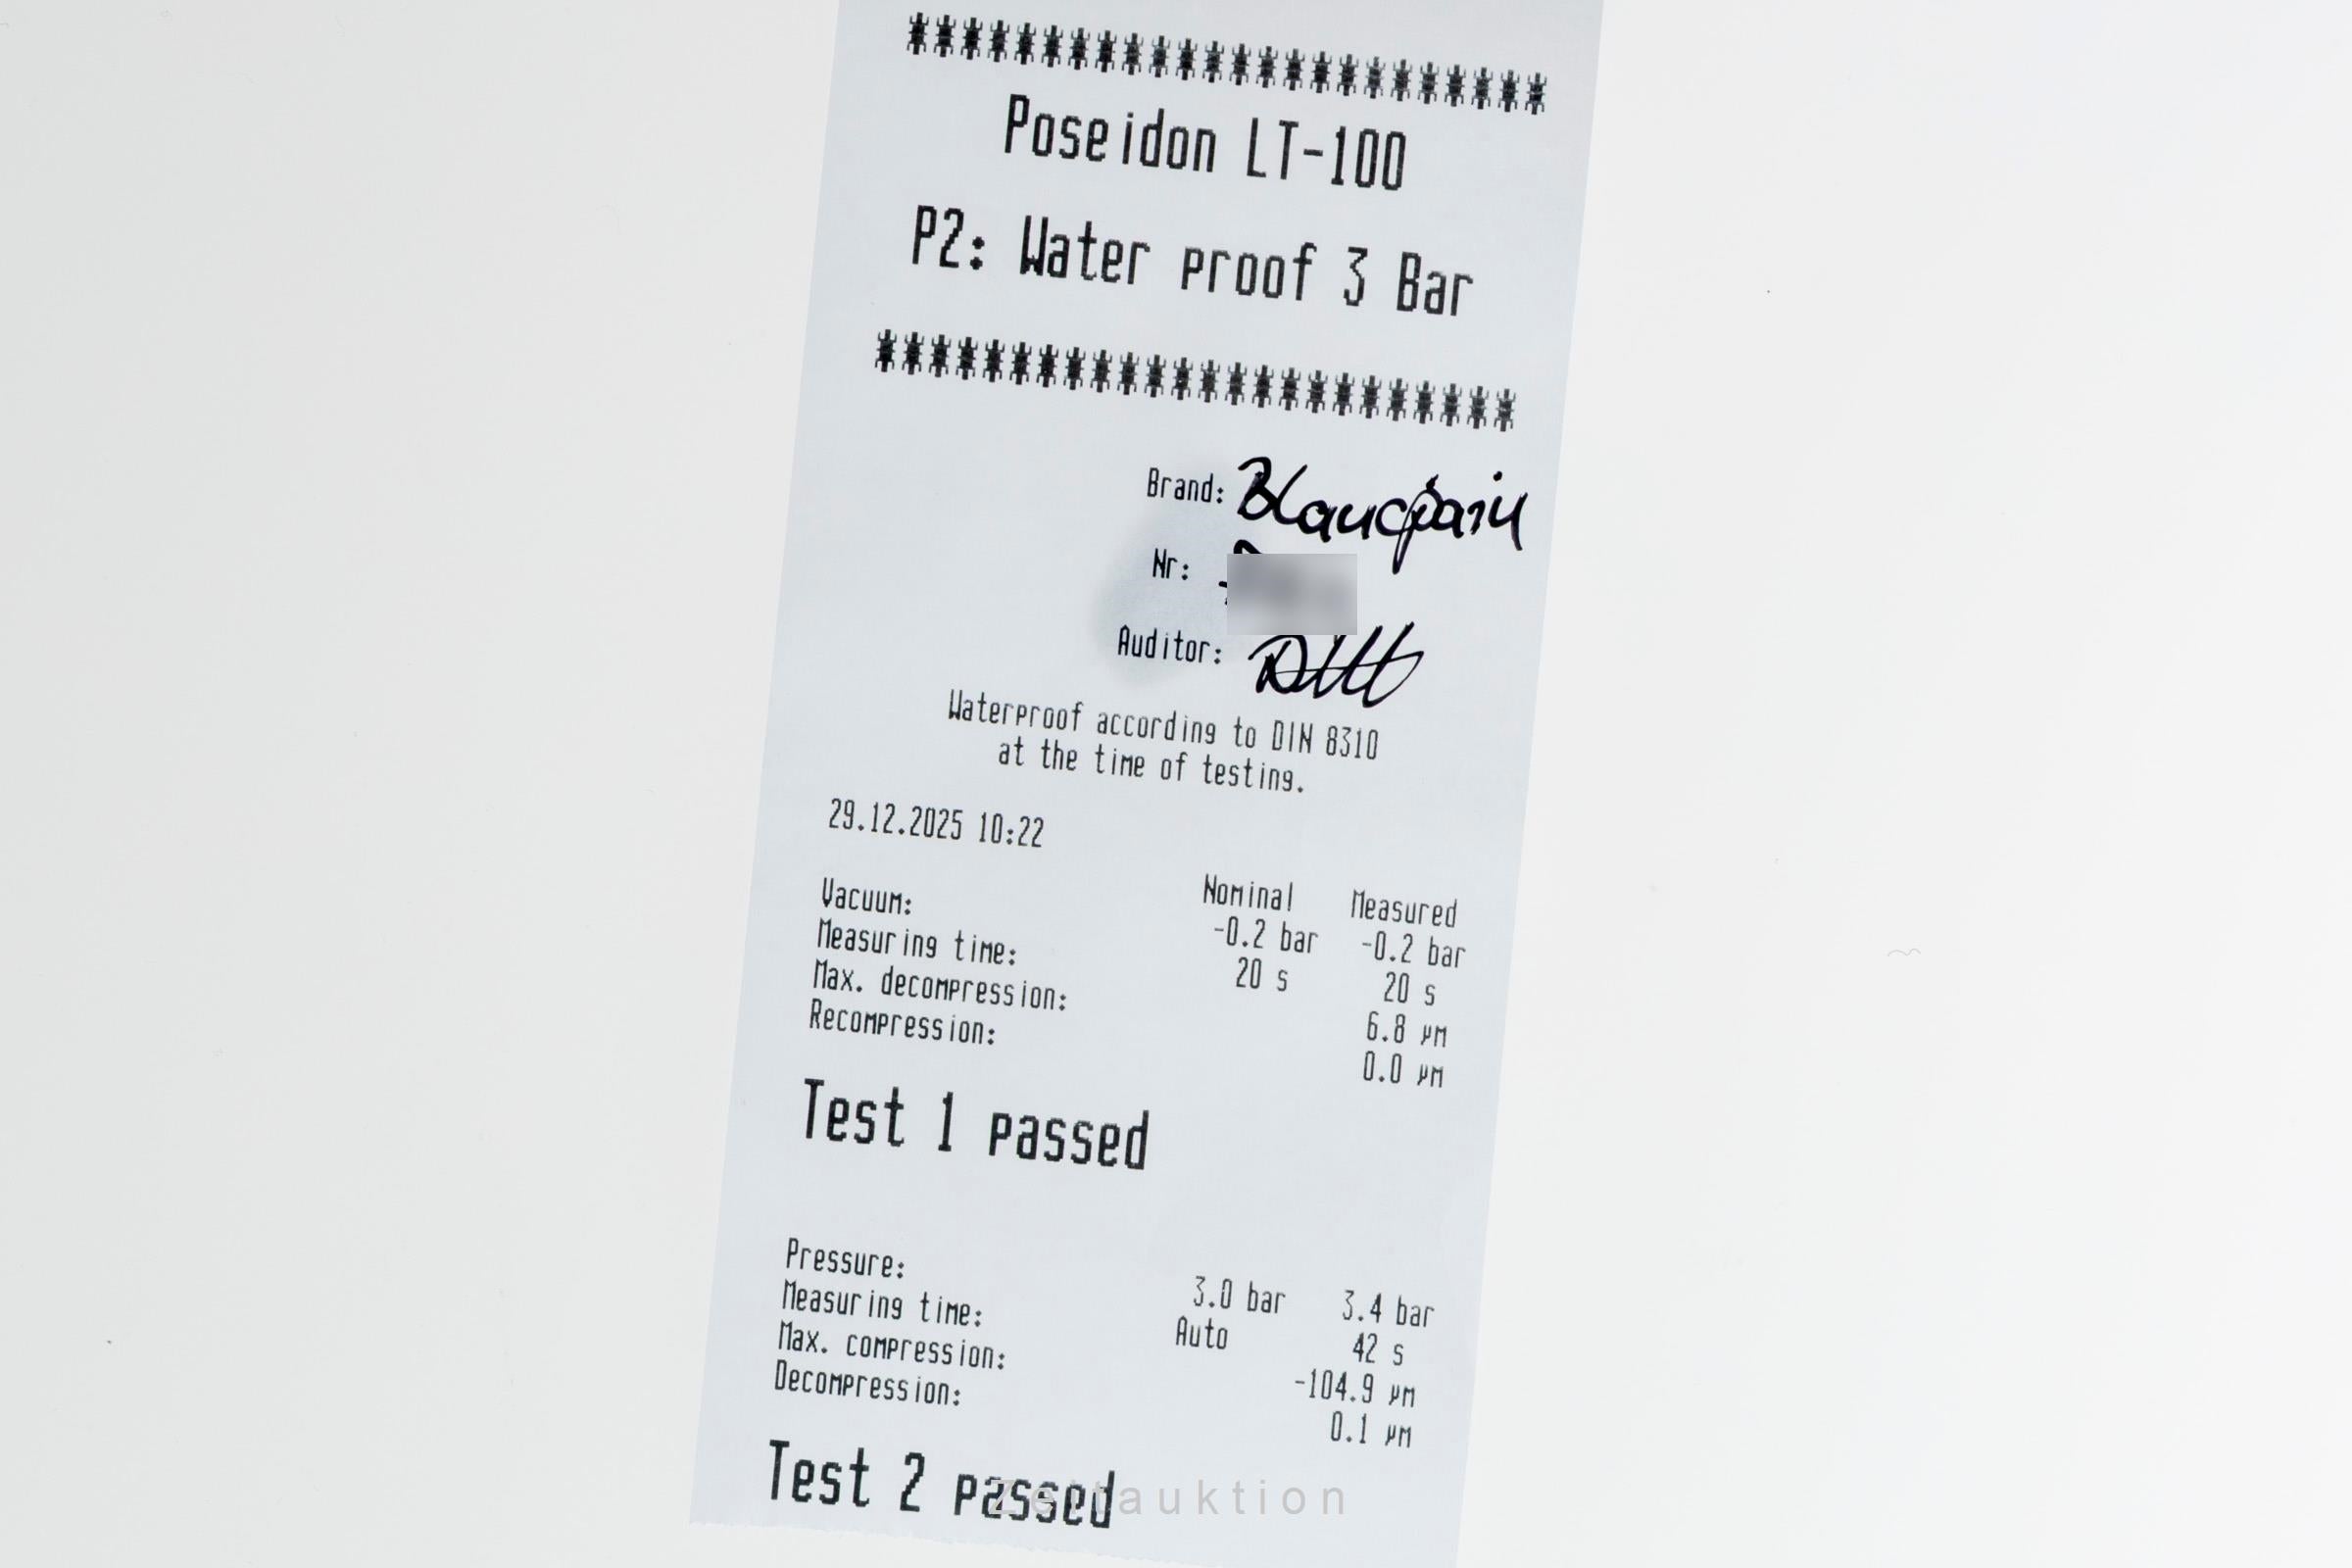 ************************
Poseidon LT-100
P2: Water proof 3 Bar
************************
Brand: Blancpain
Nr:
Auditor:
Waterproof according to DIN 8310
at the time of testing.
29.12.2025 10:22
Nominal Measured
Vacuum: -0.2 bar -0.2 bar
Measuring time: 20 s 20 s
Max. decompression: 6.8 µm
Recompression: 0.0 µm
Test 1 passed
Pressure: 3.0 bar 3.4 bar
Measuring time: Auto 42 s
Max. compression: -104.9 µm
Decompression: 0.1 µm
Test 2 passed
Zeitauktion